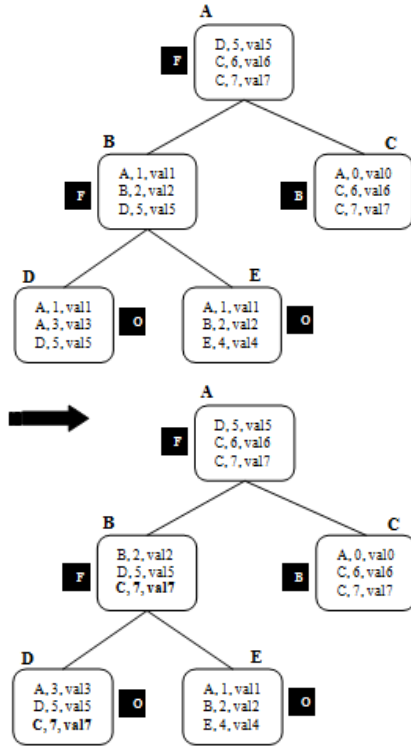 A
F
D, 5, val5
C, 6, val6
C, 7, val7
B
C
F
A, 1, val1
B, 2, val2
D, 5, val5
B
A, 0, val0
C, 6, val6
C, 7, val7
D
E
A, 1, val1
A, 3, val3
D, 5, val5
O
A, 1, val1
B, 2, val2
E, 4, val4
O
A
F
D, 5, val5
C, 6, val6
C, 7, val7
B
C
F
B, 2, val2
D, 5, val5
C, 7, val7
B
A, 0, val0
C, 6, val6
C, 7, val7
D
E
A, 3, val3
D, 5, val5
C, 7, val7
O
A, 1, val1
B, 2, val2
E, 4, val4
O